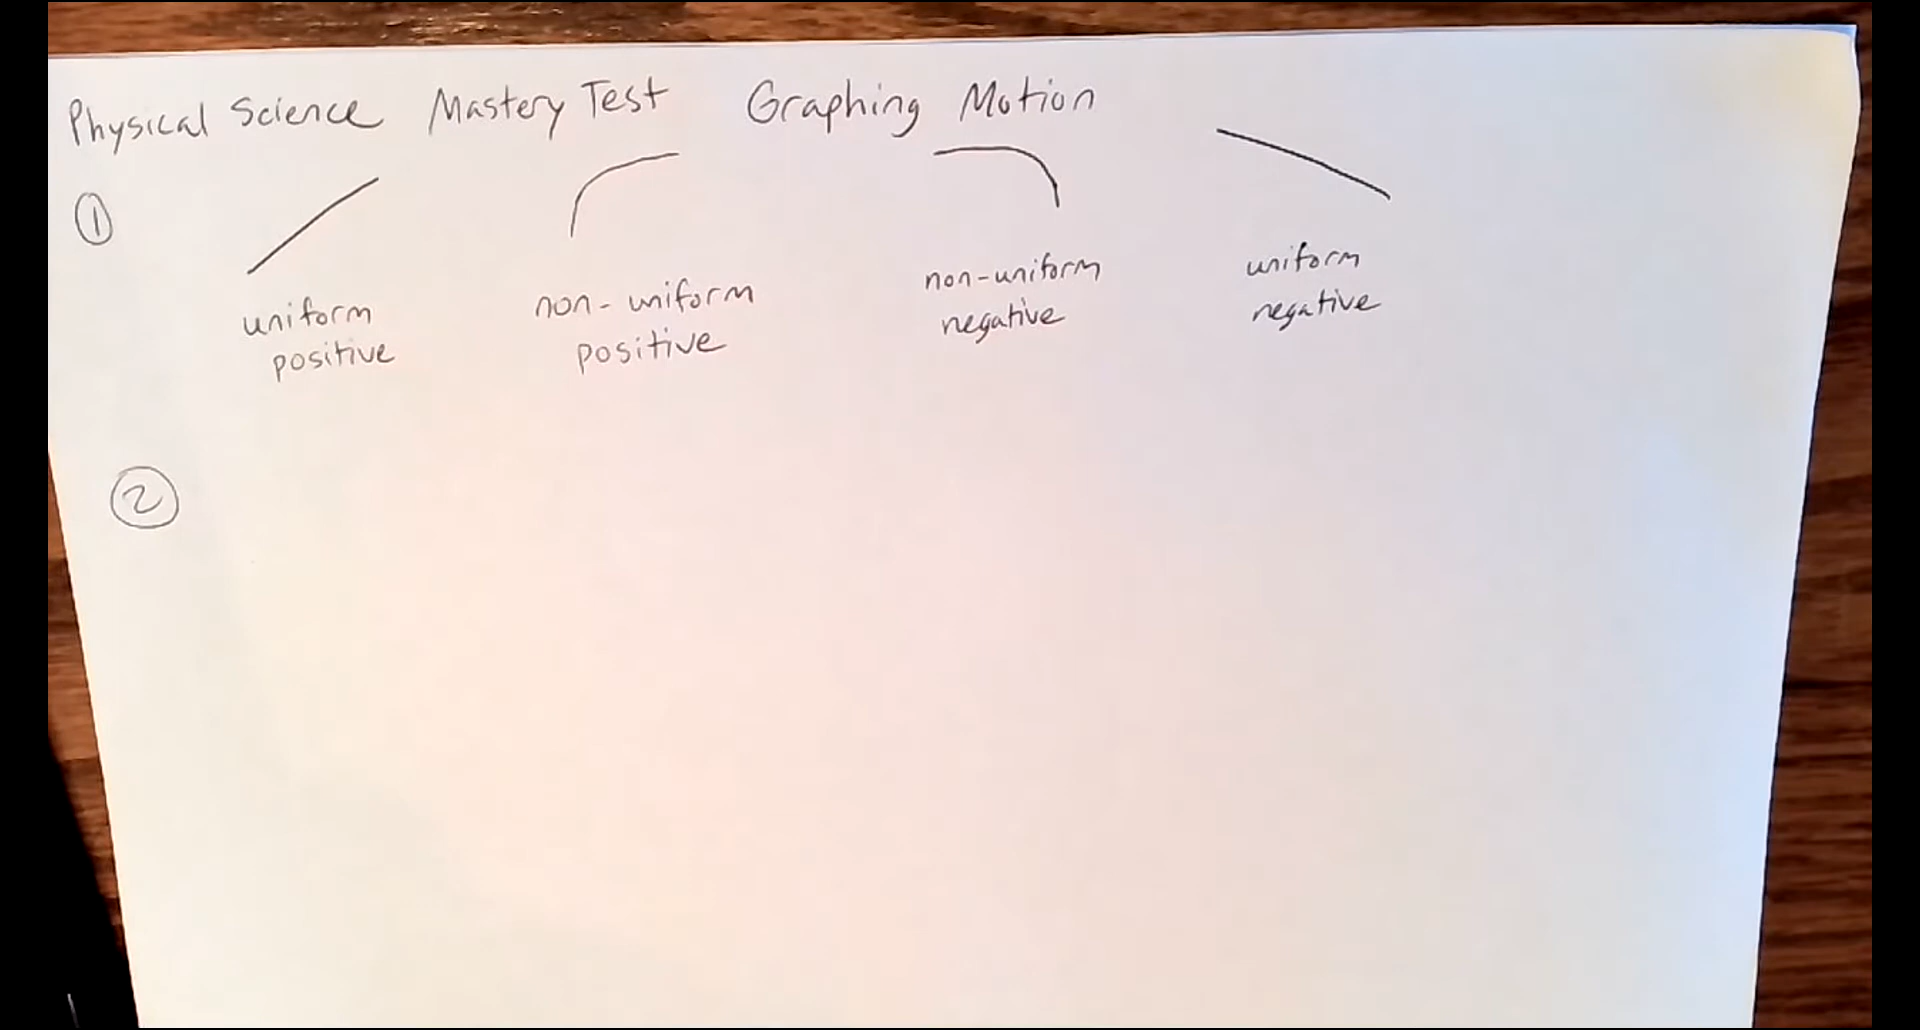 Physical Science Mastery Test Graphing Motion
1
uniform
positive
non-uniform
positive
non-uniform
negative
uniform
negative
2